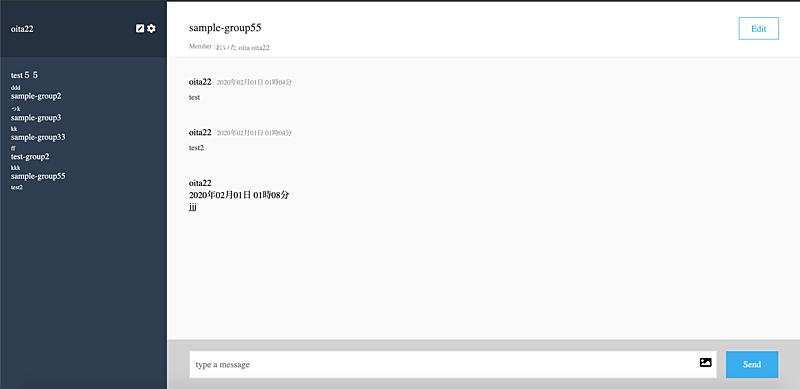 oita22
test５５
ddd
sample-group2
つk
sample-group3
kk
sample-group33
ff
test-group2
kkk
sample-group55
test2
sample-group55
Member : おいた oita oita22
Edit
oita22 2020年02月01日 01時04分
test
oita22 2020年02月01日 01時04分
test2
oita22
2020年02月01日 01時08分
jjj
type a message
Send